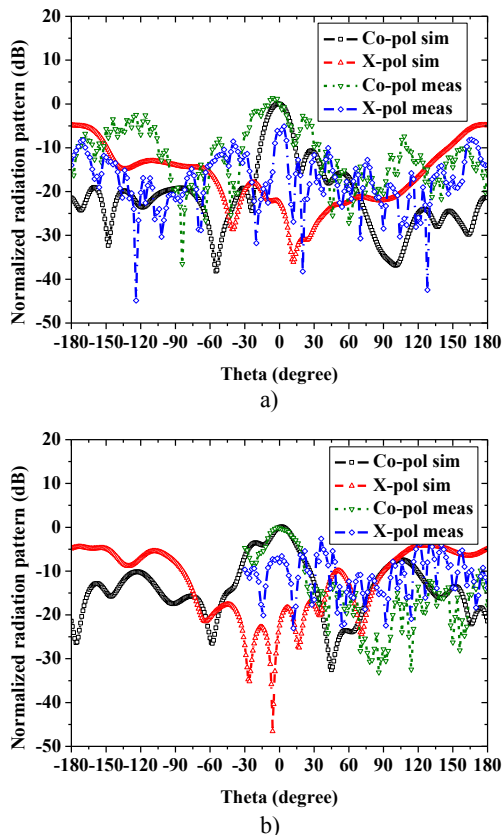 20
10
0
-10
-20
-30
-40
-50
Normalized radiation pattern (dB)
Co-pol sim
X-pol sim
Co-pol meas
X-pol meas
-180 -150 -120 -90 -60 -30 0 30 60 90 120 150 180
Theta (degree)
a)
20
10
0
-10
-20
-30
-40
-50
Normalized radiation pattern (dB)
Co-pol sim
X-pol sim
Co-pol meas
X-pol meas
-180 -150 -120 -90 -60 -30 0 30 60 90 120 150 180
Theta (degree)
b)